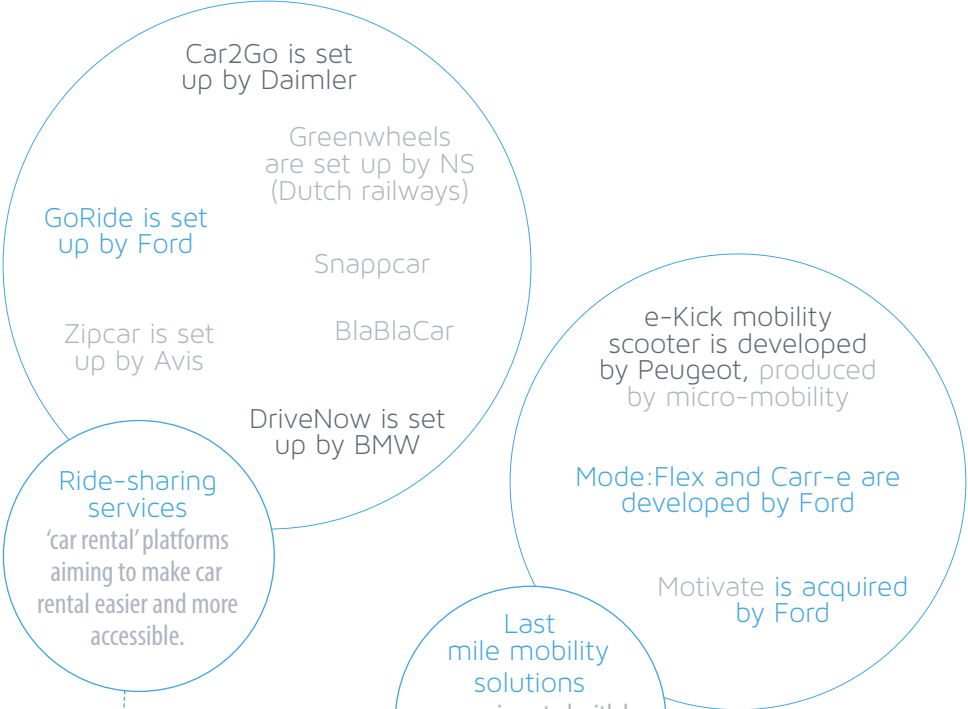 Car2Go is set
up by Daimler
Greenwheels
are set up by NS
(Dutch railways)
GoRide is set
up by Ford
Snappcar
Zipcar is set
up by Avis
BlaBlaCar
DriveNow is set
up by BMW
Ride-sharing
services
‘car rental’ platforms
aiming to make car
rental easier and more
accessible.
e-Kick mobility
scooter is developed
by Peugeot, produced
by micro-mobility
Mode:Flex and Carr-e are
developed by Ford
Motivate is acquired
by Ford
Last
mile mobility
solutions